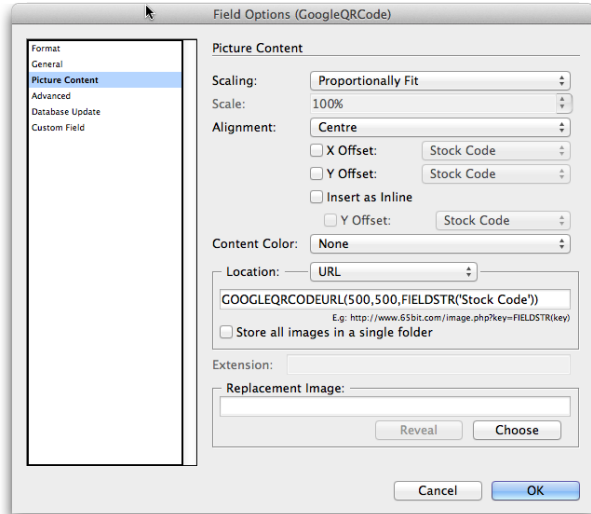 Field Options (GoogleQRCode)
Format
General
Picture Content
Advanced
Database Update
Custom Field
Picture Content
Scaling: Proportionally Fit
Scale: 100%
Alignment: Centre
X Offset: Stock Code
Y Offset: Stock Code
Insert as Inline
Y Offset: Stock Code
Content Color: None
Location: URL
GOOGLEQRCODEURL(500,500,FIELDSTR('Stock Code'))
E.g: http://www.65bit.com/image.php?key=FIELDSTR(key)
Store all images in a single folder
Extension:
Replacement Image:
Reveal Choose
Cancel OK